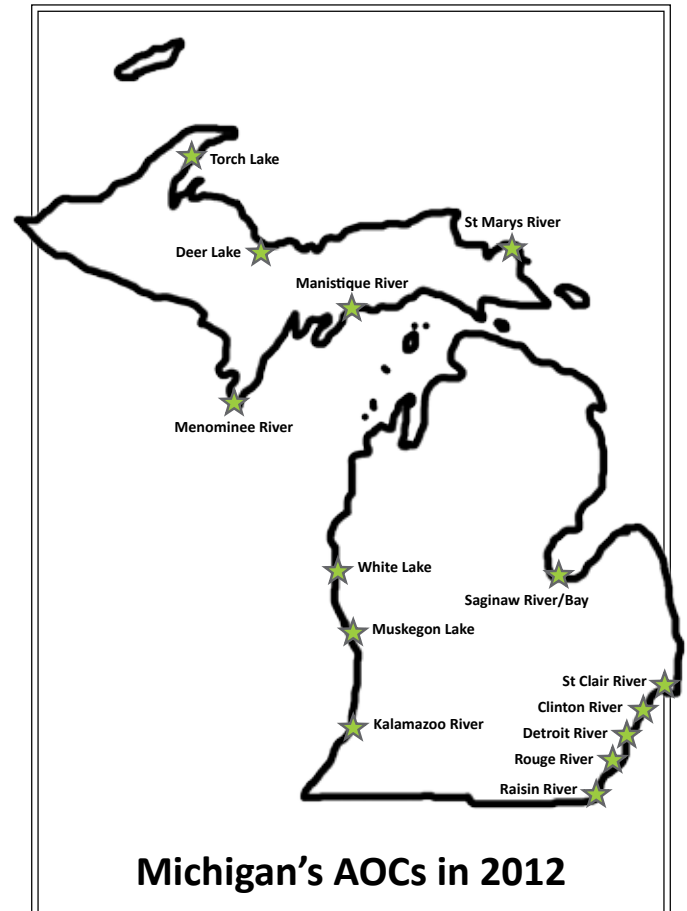 Torch Lake
St Marys River
Deer Lake
Manistique River
Menominee River
White Lake
Saginaw River/Bay
Muskegon Lake
St Clair River
Clinton River
Kalamazoo River
Detroit River
Rouge River
Raisin River
Michigan's AOCs in 2012